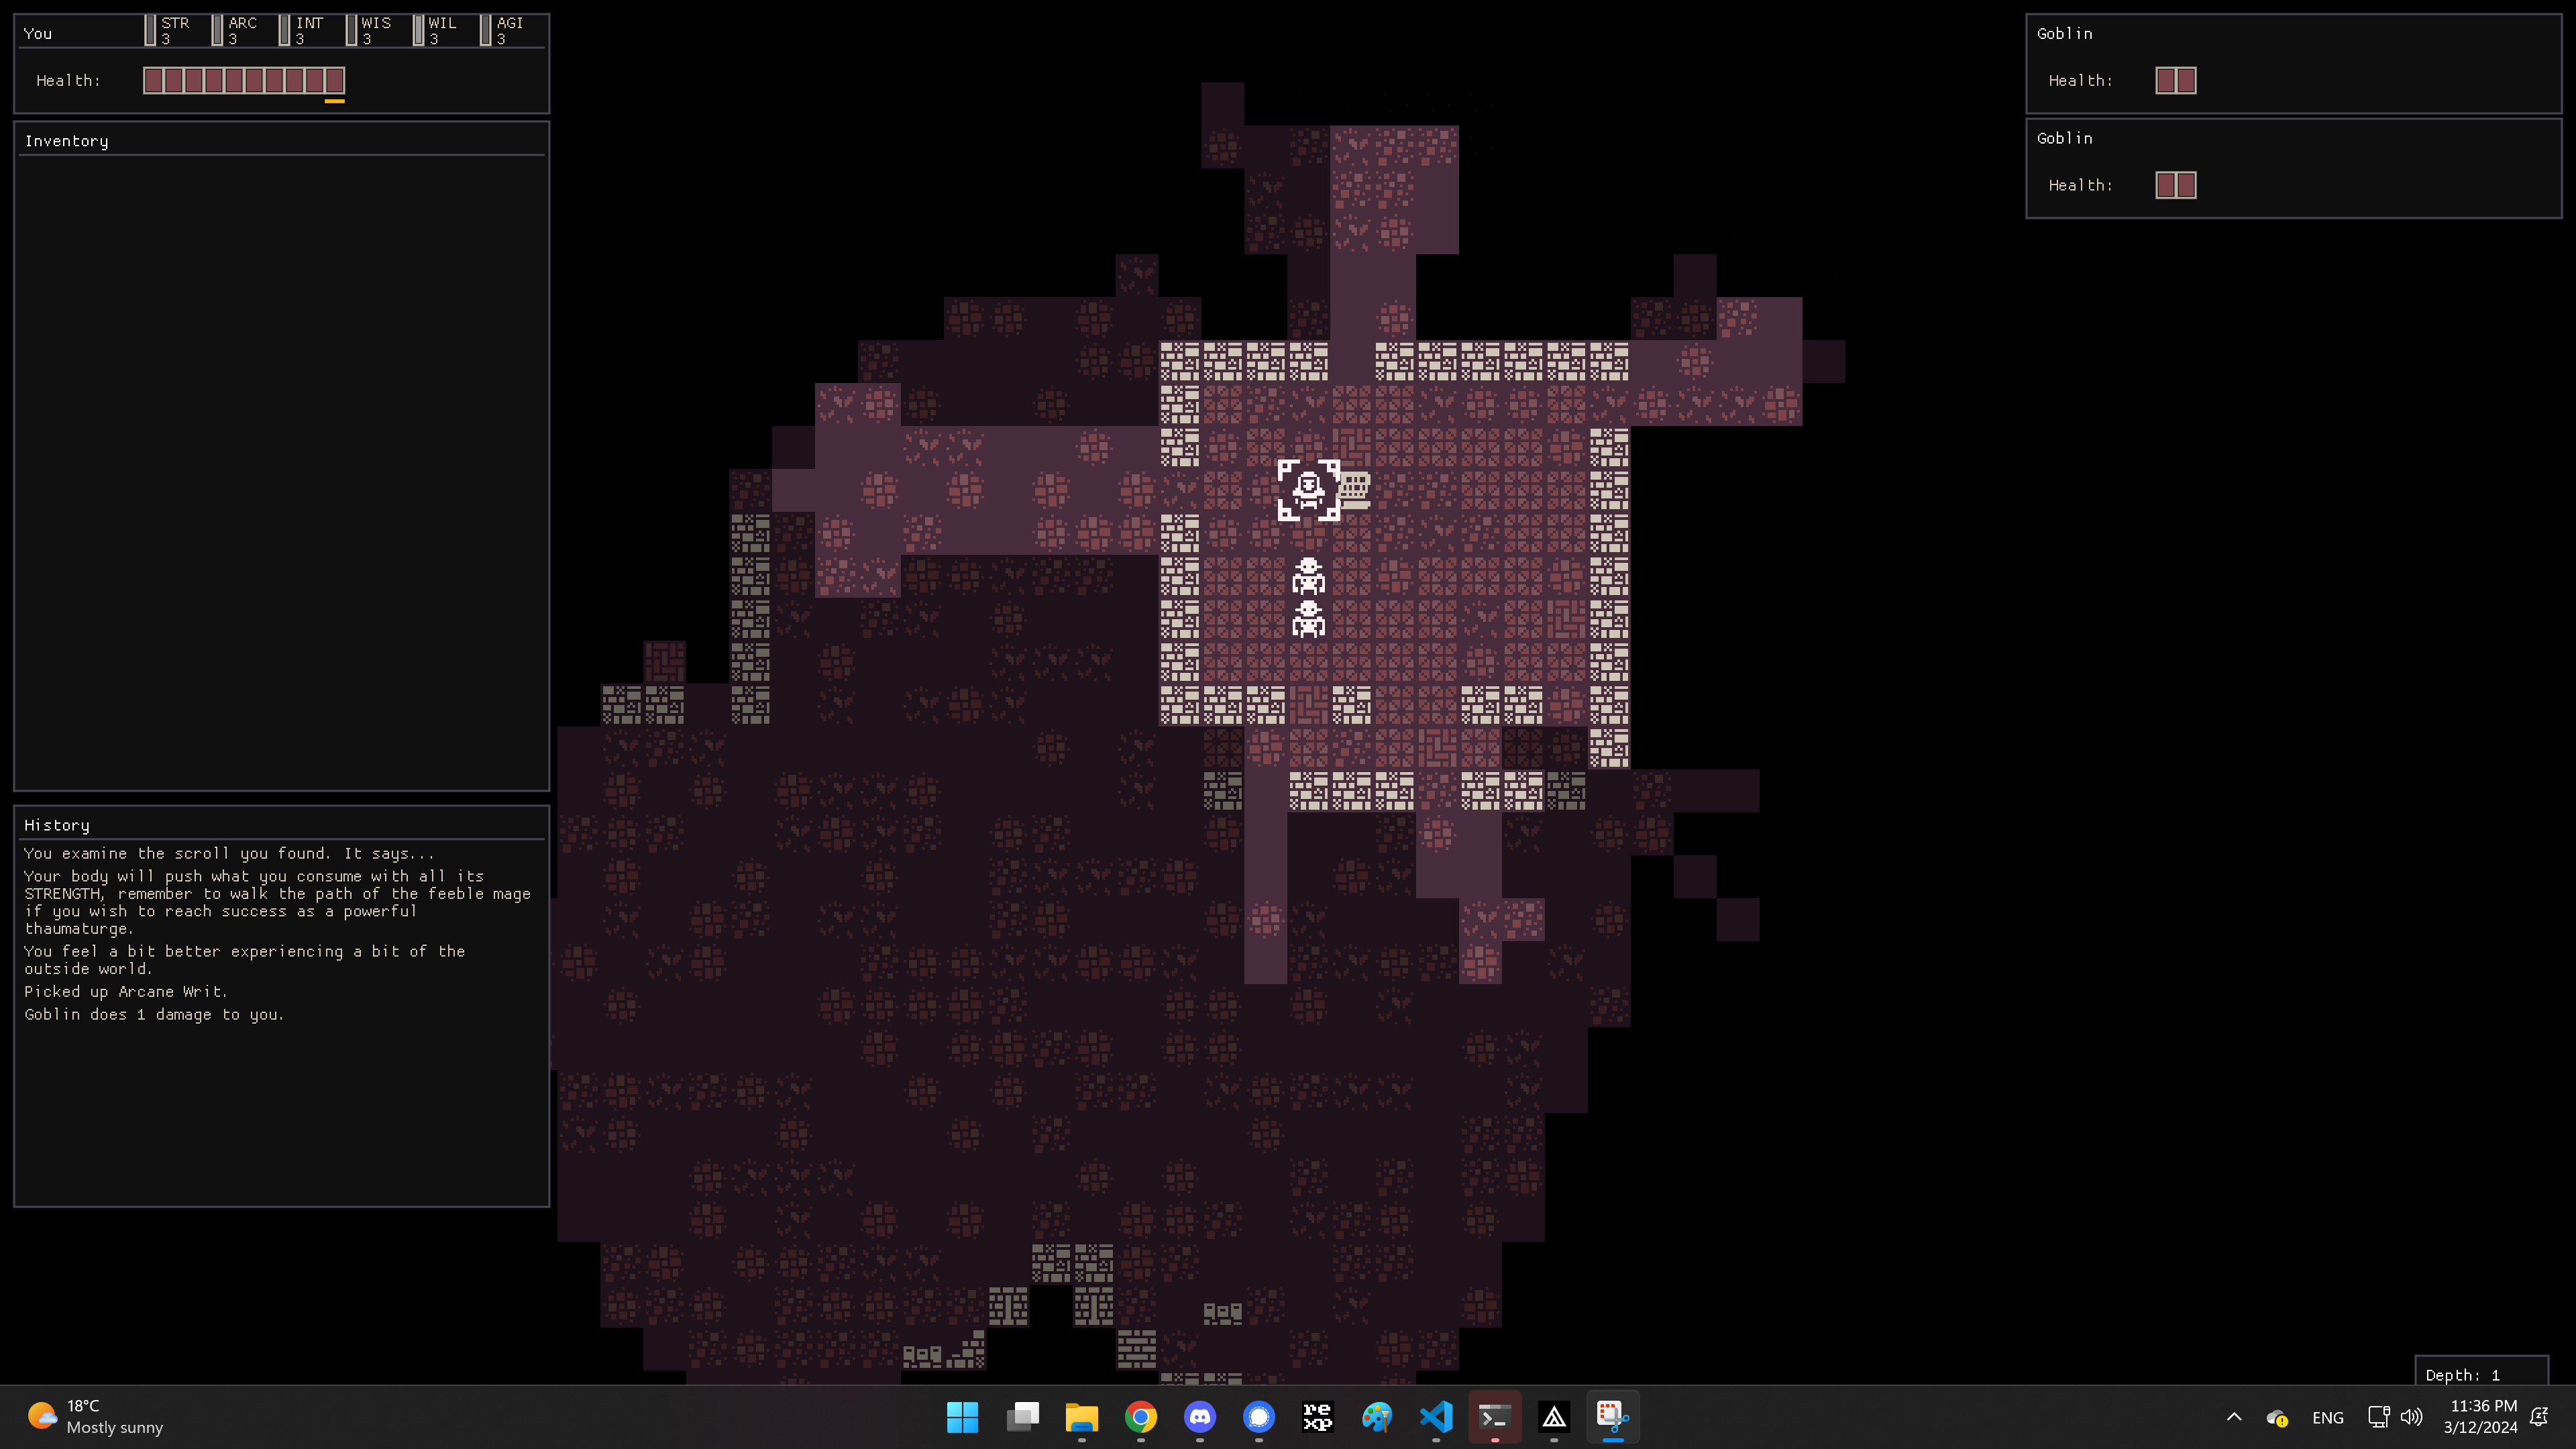 You
STR ARC INT WIS WIL AGI
3 3 3 3 3 3
Health:
Inventory
History
You examine the scroll you found. It says...
Your body will push what you consume with all its
STRENGTH, remember to walk the path of the feeble mage
if you wish to reach success as a powerful
thaumaturge.
You feel a bit better experiencing a bit of the
outside world.
Picked up Arcane Writ.
Goblin does 1 damage to you.
Goblin
Health:
Goblin
Health:
Depth: 1
18°C
Mostly sunny
re
xp
ENG
11:36 PM
3/12/2024